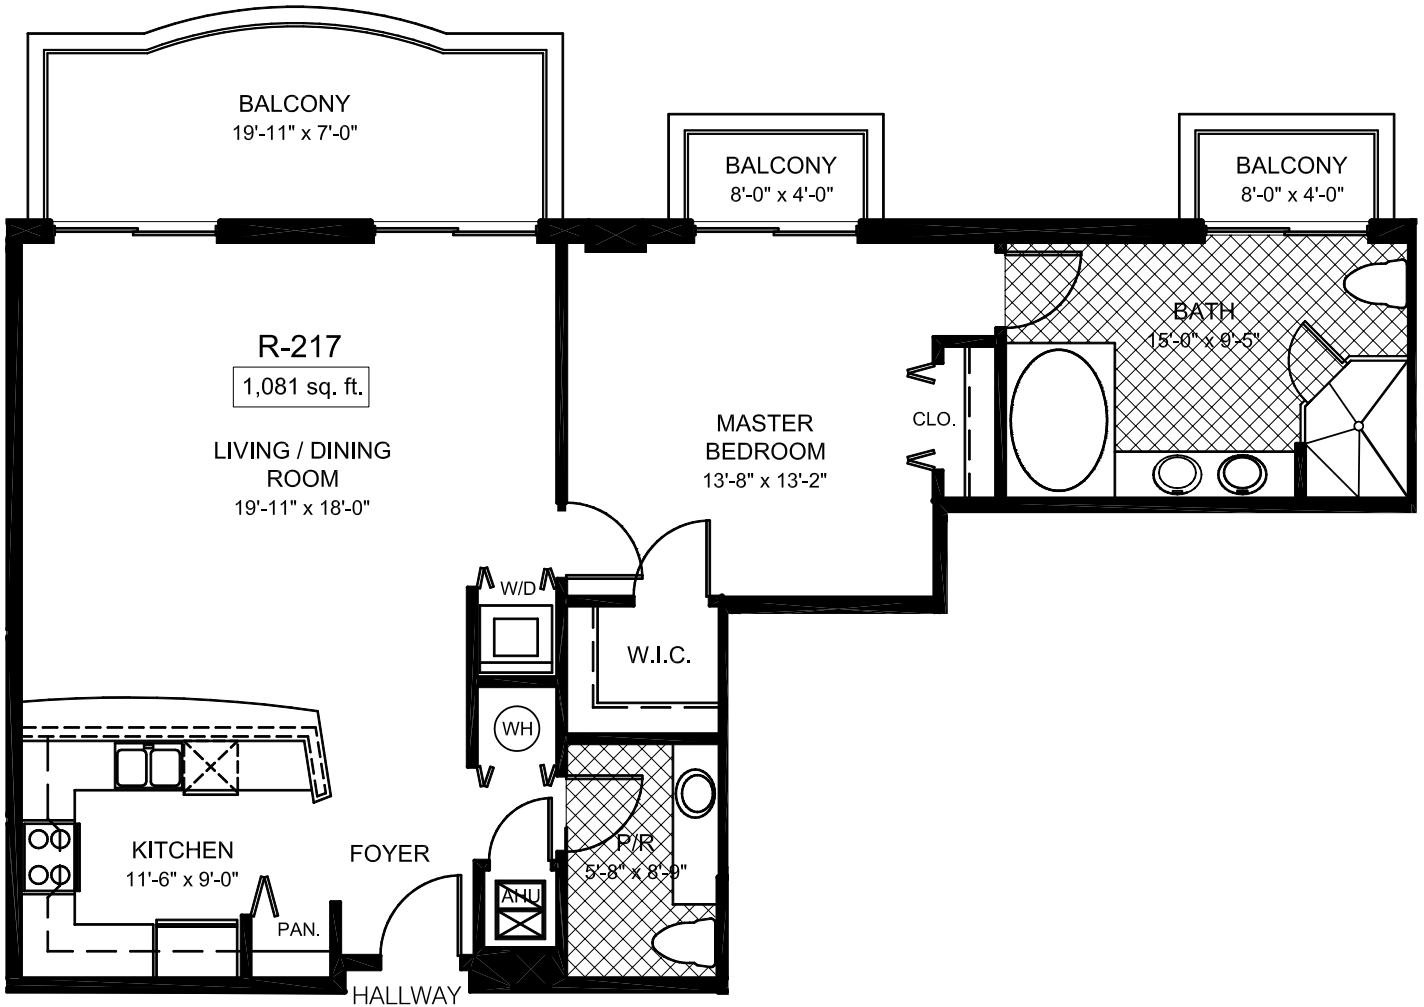 BALCONY
19'-11" x 7'-0"
BALCONY
8'-0" x 4'-0"
BALCONY
8'-0" x 4'-0"
R-217
1,081 sq. ft.
LIVING / DINING
ROOM
19'-11" x 18'-0"
MASTER
BEDROOM
13'-8" x 13'-2"
CLO.
BATH
15'-0" x 9'-5"
W/D
W.I.C.
WH
KITCHEN
11'-6" x 9'-0"
FOYER
P/R
5'-8" x 8'-9"
AHU
PAN.
HALLWAY